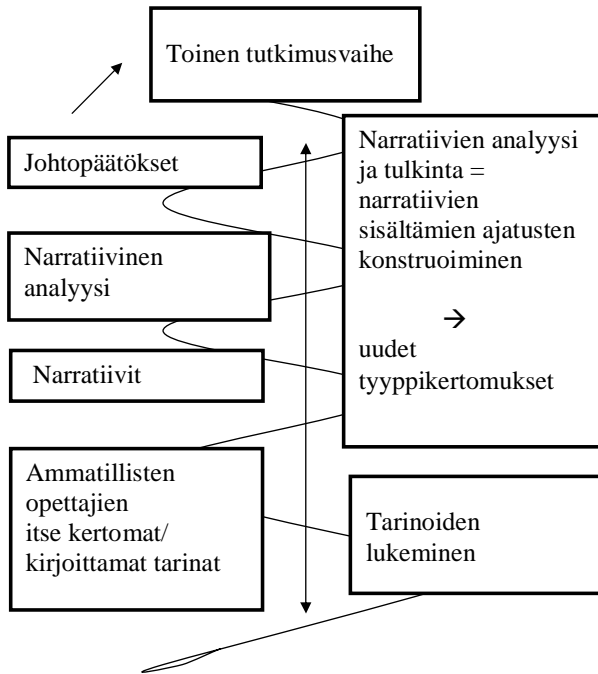 Toinen tutkimusvaihe
Johtopäätökset
Narratiivien analyysi
ja tulkinta =
narratiivien
sisältämien ajatusten
konstruoiminen
→
uudet
tyyppikertomukset
Narratiivinen
analyysi
Narratiivit
Ammatillisten
opettajien
itse kertomat/
kirjoittamat tarinat
Tarinoiden
lukeminen